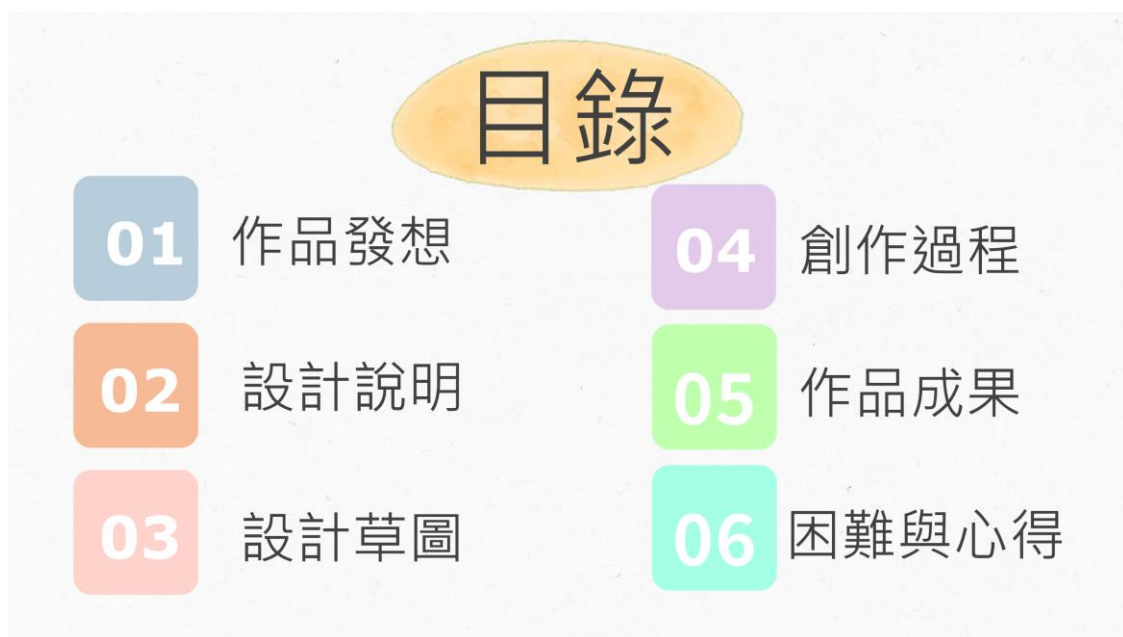 目錄
01 作品發想
02 設計說明
03 設計草圖
04 創作過程
05 作品成果
06 困難與心得